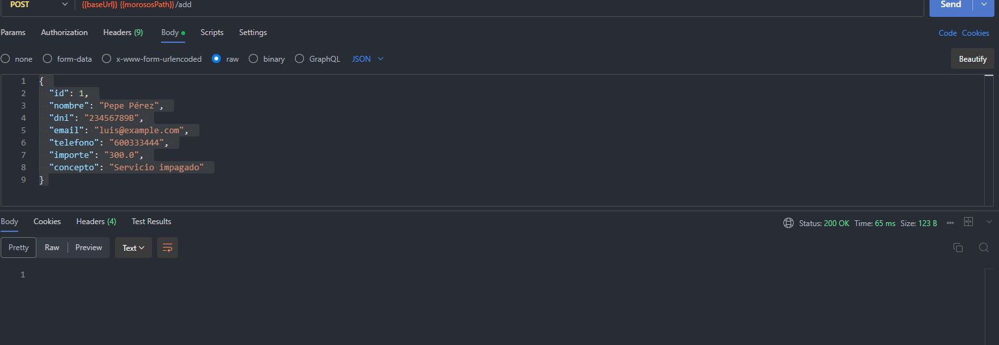 POST {{baseUrl}} {{morososPath}}/add Send
Params Authorization Headers (9) Body Scripts Settings Code Cookies
none form-data x-www-form-urlencoded raw binary GraphQL JSON Beautify
1 {
2 "id": 1,
3 "nombre": "Pepe Pérez",
4 "dni": "23456789B",
5 "email": "luis@example.com",
6 "telefono": "600333444",
7 "importe": "300.0",
8 "concepto": "Servicio impagado"
9 }
Body Cookies Headers (4) Test Results Status: 200 OK Time: 65 ms Size: 123 B
Pretty Raw Preview Text
1